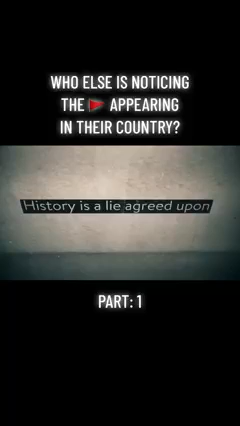 WHO ELSE IS NOTICING
THE 🚩 APPEARING
IN THEIR COUNTRY?
History is a lie agreed upon
PART: 1